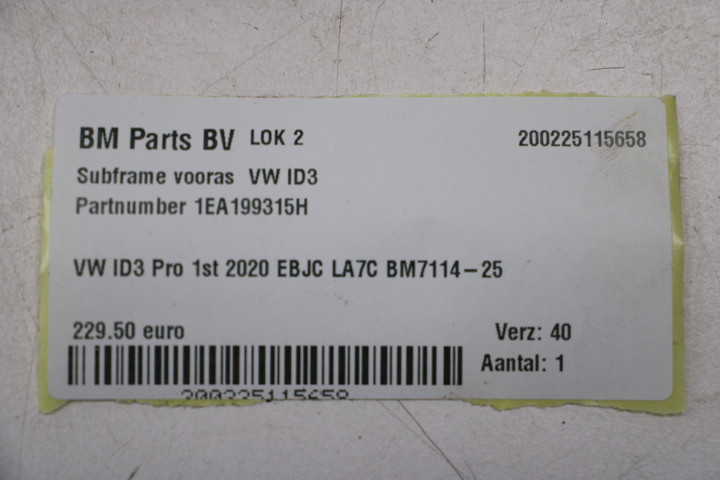 BM Parts BV LOK 2 200225115658
Subframe vooras VW ID3
Partnumber 1EA199315H
VW ID3 Pro 1st 2020 EBJC LA7C BM7114-25
229.50 euro Verz: 40
Aantal: 1
200225115658